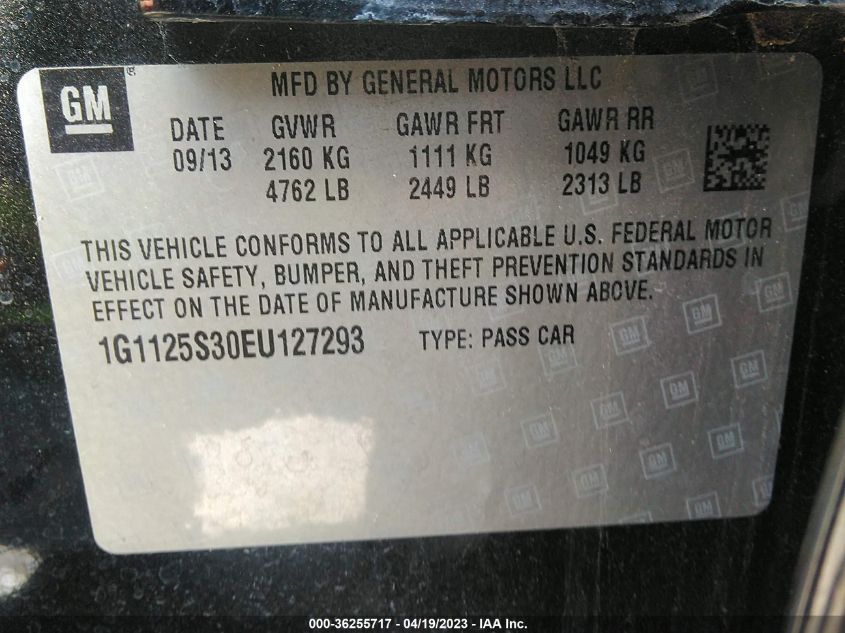 GM
MFD BY GENERAL MOTORS LLC
DATE GVWR GAWR FRT GAWR RR
09/13 2160 KG 1111 KG 1049 KG
4762 LB 2449 LB 2313 LB
THIS VEHICLE CONFORMS TO ALL APPLICABLE U.S. FEDERAL MOTOR
VEHICLE SAFETY, BUMPER, AND THEFT PREVENTION STANDARDS IN
EFFECT ON THE DATE OF MANUFACTURE SHOWN ABOVE.
1G1125S30EU127293 TYPE: PASS CAR
000-36255717 - 04/19/2023 - IAA Inc.